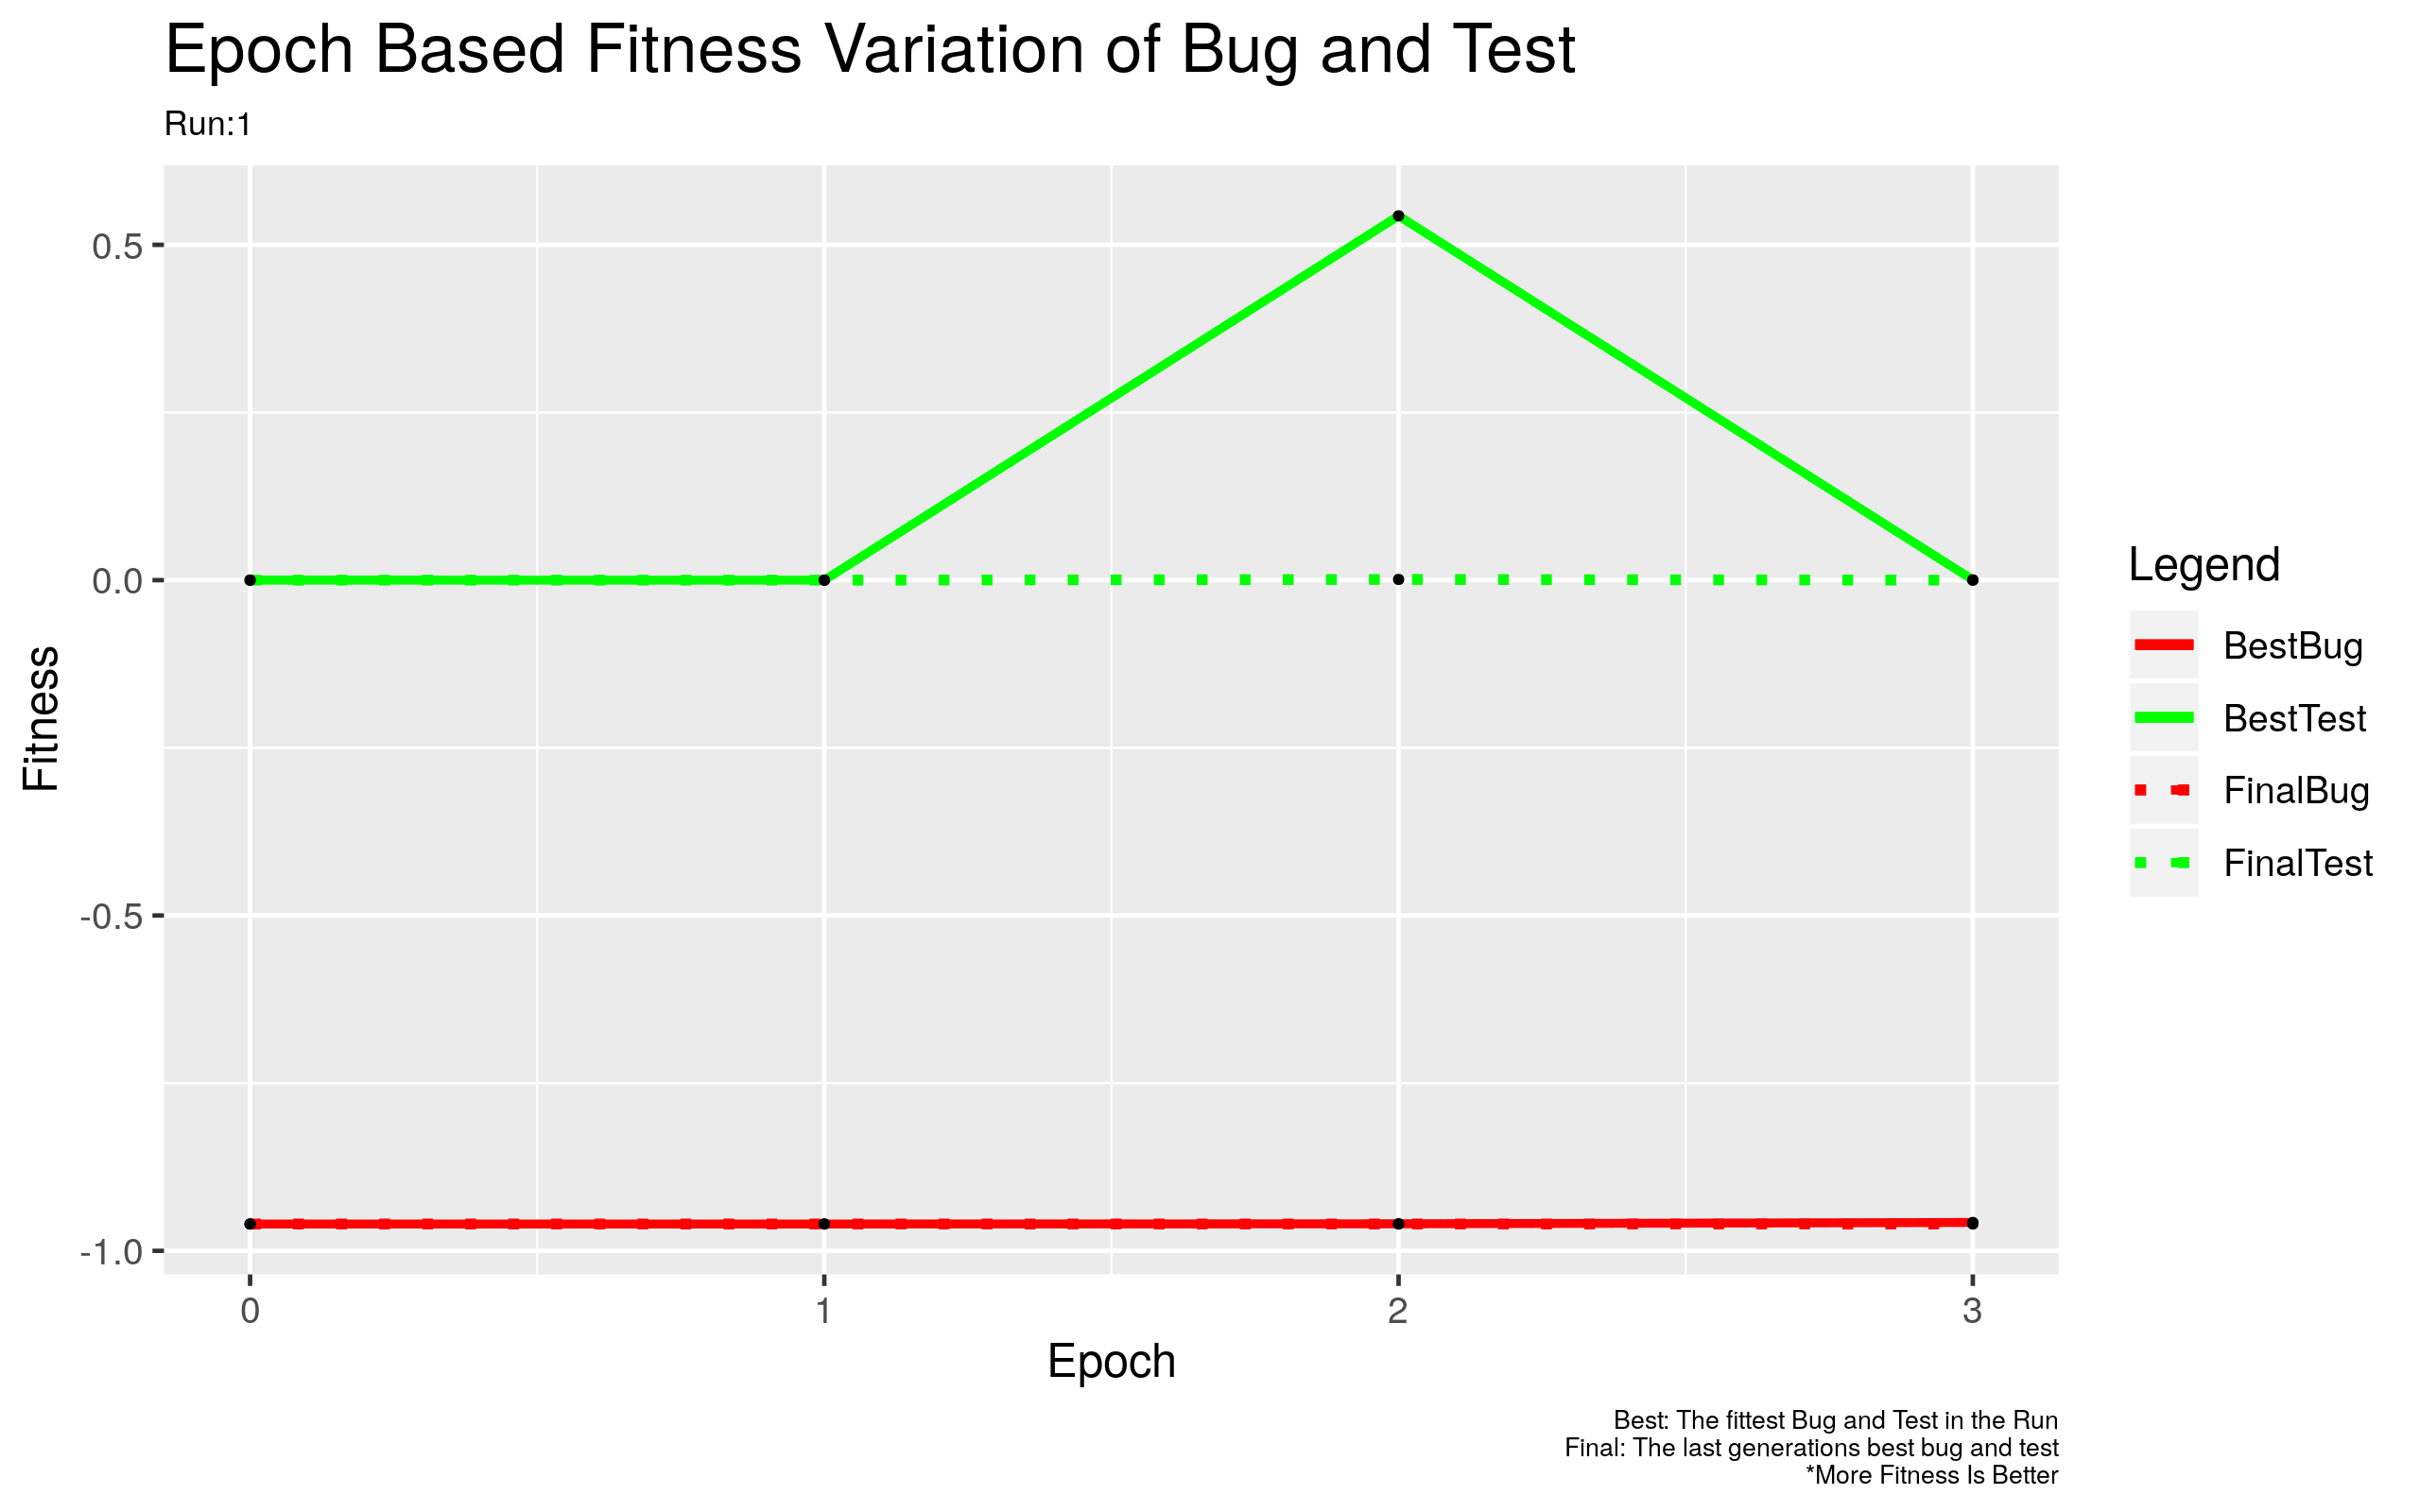 Epoch Based Fitness Variation of Bug and Test
Run:1
0.5
0.0
-0.5
-1.0
Fitness
0 1 2 3
Epoch
Legend
BestBug
BestTest
FinalBug
FinalTest
Best: The fittest Bug and Test in the Run
Final: The last generations best bug and test
*More Fitness Is Better